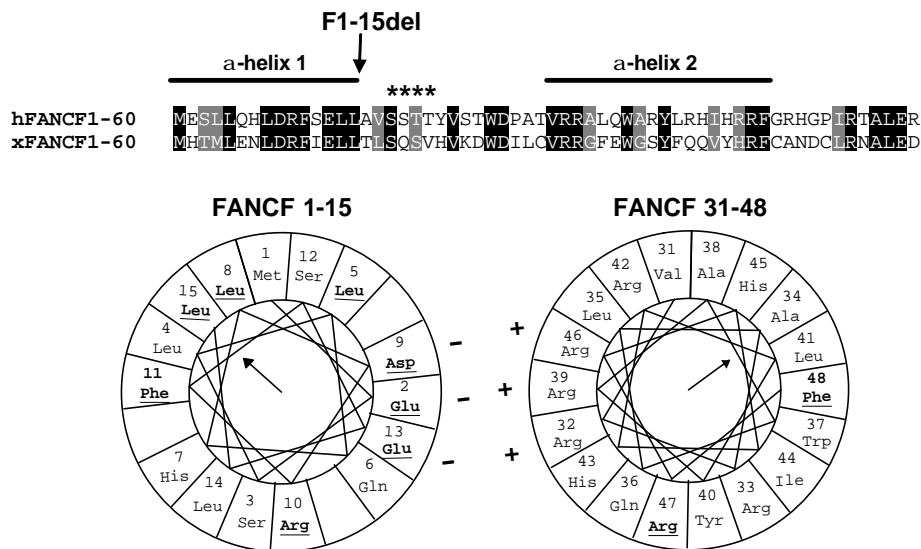 F1-15del
a-helix 1
a-helix 2
****
hFANCF1-60 MESLLQHLDRFSELLAVSSTTYVSTWDPATVRRALQWARYLRHIHRRFGRHGPIRTALER
xFANCF1-60 MHTMLENLDRFIELLTLSQSVHVKDWDILCVRRGFEWGSYFQQVYHRFCANDCLRNALED
FANCF 1-15
1
Met
12
Ser
5
Leu
9
Asp
2
Glu
13
Glu
6
Gln
10
Arg
3
Ser
14
Leu
7
His
11
Phe
4
Leu
15
Leu
8
Leu
–
–
–
+
+
+
FANCF 31-48
31
Val
38
Ala
45
His
34
Ala
41
Leu
48
Phe
37
Trp
44
Ile
33
Arg
40
Tyr
47
Arg
36
Gln
43
His
32
Arg
39
Arg
46
Arg
35
Leu
42
Arg